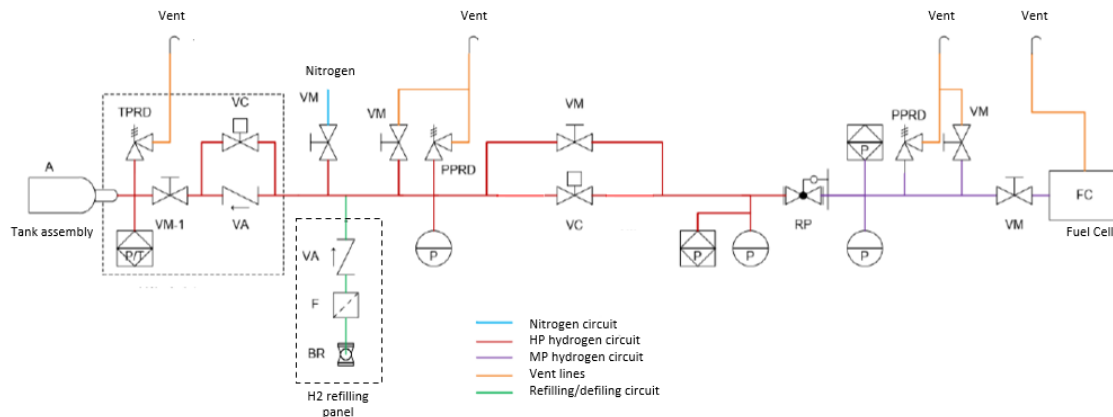 Vent
Vent
Vent
Vent
Nitrogen
TPRD
VC
VM
VM
PPRD
VM
PPRD
VM
P
A
Tank assembly
VM-1
VA
P/T
VA
P
VC
P
P
RP
P
VM
FC
Fuel Cell
F
BR
H2 refilling
panel
Nitrogen circuit
HP hydrogen circuit
MP hydrogen circuit
Vent lines
Refilling/defiling circuit